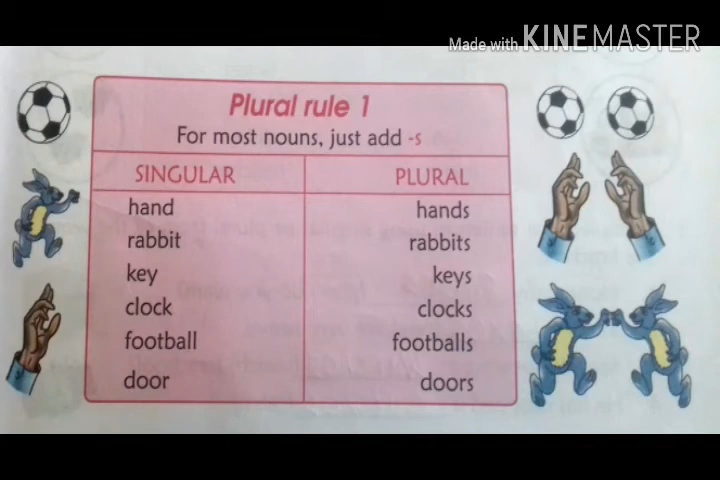 Made with KINEMASTER
Plural rule 1
For most nouns, just add -s
SINGULAR PLURAL
hand hands
rabbit rabbits
key keys
clock clocks
football footballs
door doors